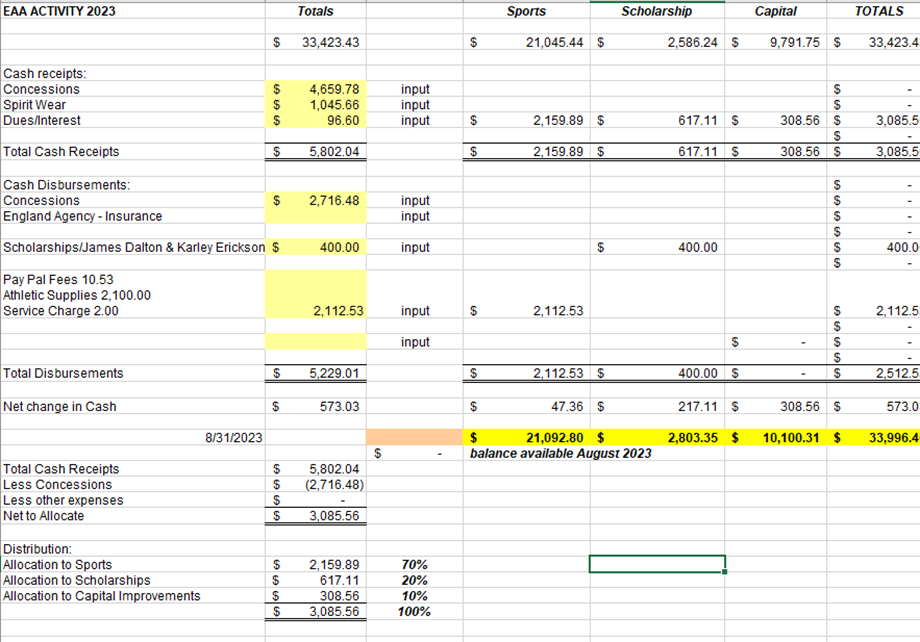 EAA ACTIVITY 2023 Totals Sports Scholarship Capital TOTALS
$ 33,423.43 $ 21,045.44 $ 2,586.24 $ 9,791.75 $ 33,423.4
Cash receipts:
Concessions $ 4,659.78 input $ -
Spirit Wear $ 1,045.66 input $ -
Dues/Interest $ 96.60 input $ 2,159.89 $ 617.11 $ 308.56 $ 3,085.5
$ -
Total Cash Receipts $ 5,802.04 $ 2,159.89 $ 617.11 $ 308.56 $ 3,085.5
Cash Disbursements: $ -
Concessions $ 2,716.48 input $ -
England Agency - Insurance input $ -
$ -
Scholarships/James Dalton & Karley Erickson $ 400.00 input $ 400.00 $ 400.0
$ -
Pay Pal Fees 10.53
Athletic Supplies 2,100.00
Service Charge 2.00 2,112.53 input $ 2,112.53 $ 2,112.5
$ -
input $ - $ -
$ -
Total Disbursements $ 5,229.01 $ 2,112.53 $ 400.00 $ - $ 2,512.5
Net change in Cash $ 573.03 $ 47.36 $ 217.11 $ 308.56 $ 573.0
8/31/2023 $ 21,092.80 $ 2,803.35 $ 10,100.31 $ 33,996.4
$ - balance available August 2023
Total Cash Receipts $ 5,802.04
Less Concessions $ (2,716.48)
Less other expenses $ -
Net to Allocate $ 3,085.56
Distribution:
Allocation to Sports $ 2,159.89 70%
Allocation to Scholarships $ 617.11 20%
Allocation to Capital Improvements $ 308.56 10%
$ 3,085.56 100%